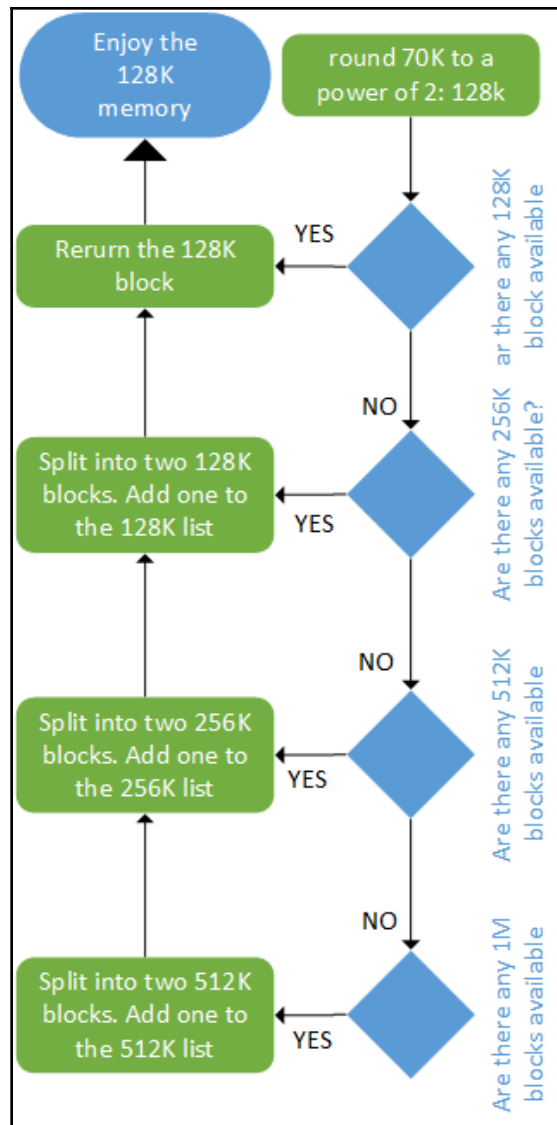 Enjoy the
128K
memory
round 70K to a
power of 2: 128k
ar there any 128K
block available
YES
Rerurn the 128K
block
NO
Are there any 256K
blocks available?
YES
Split into two 128K
blocks. Add one to
the 128K list
NO
Are there any 512K
blocks available
YES
Split into two 256K
blocks. Add one to
the 256K list
NO
Are there any 1M
blocks available
YES
Split into two 512K
blocks. Add one to
the 512K list